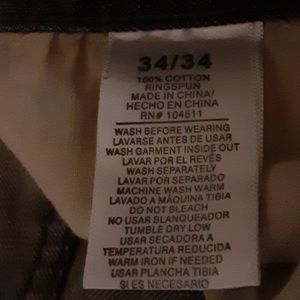 34/34
100% COTTON
RINGSPUN
MADE IN CHINA/
HECHO EN CHINA
RN# 104511
WASH BEFORE WEARING
LAVARSE ANTES DE USAR
WASH GARMENT INSIDE OUT
LAVAR POR EL REVÉS
WASH SEPARATELY
LAVAR POR SEPARADO
MACHINE WASH WARM
LAVADO A MÁQUINA TIBIA
DO NOT BLEACH
NO USAR BLANQUEADOR
TUMBLE DRY LOW
USAR SECADORA A
TEMPERATURA REDUCIDA
WARM IRON IF NEEDED
USAR PLANCHA TIBIA
SI ES NECESARIO